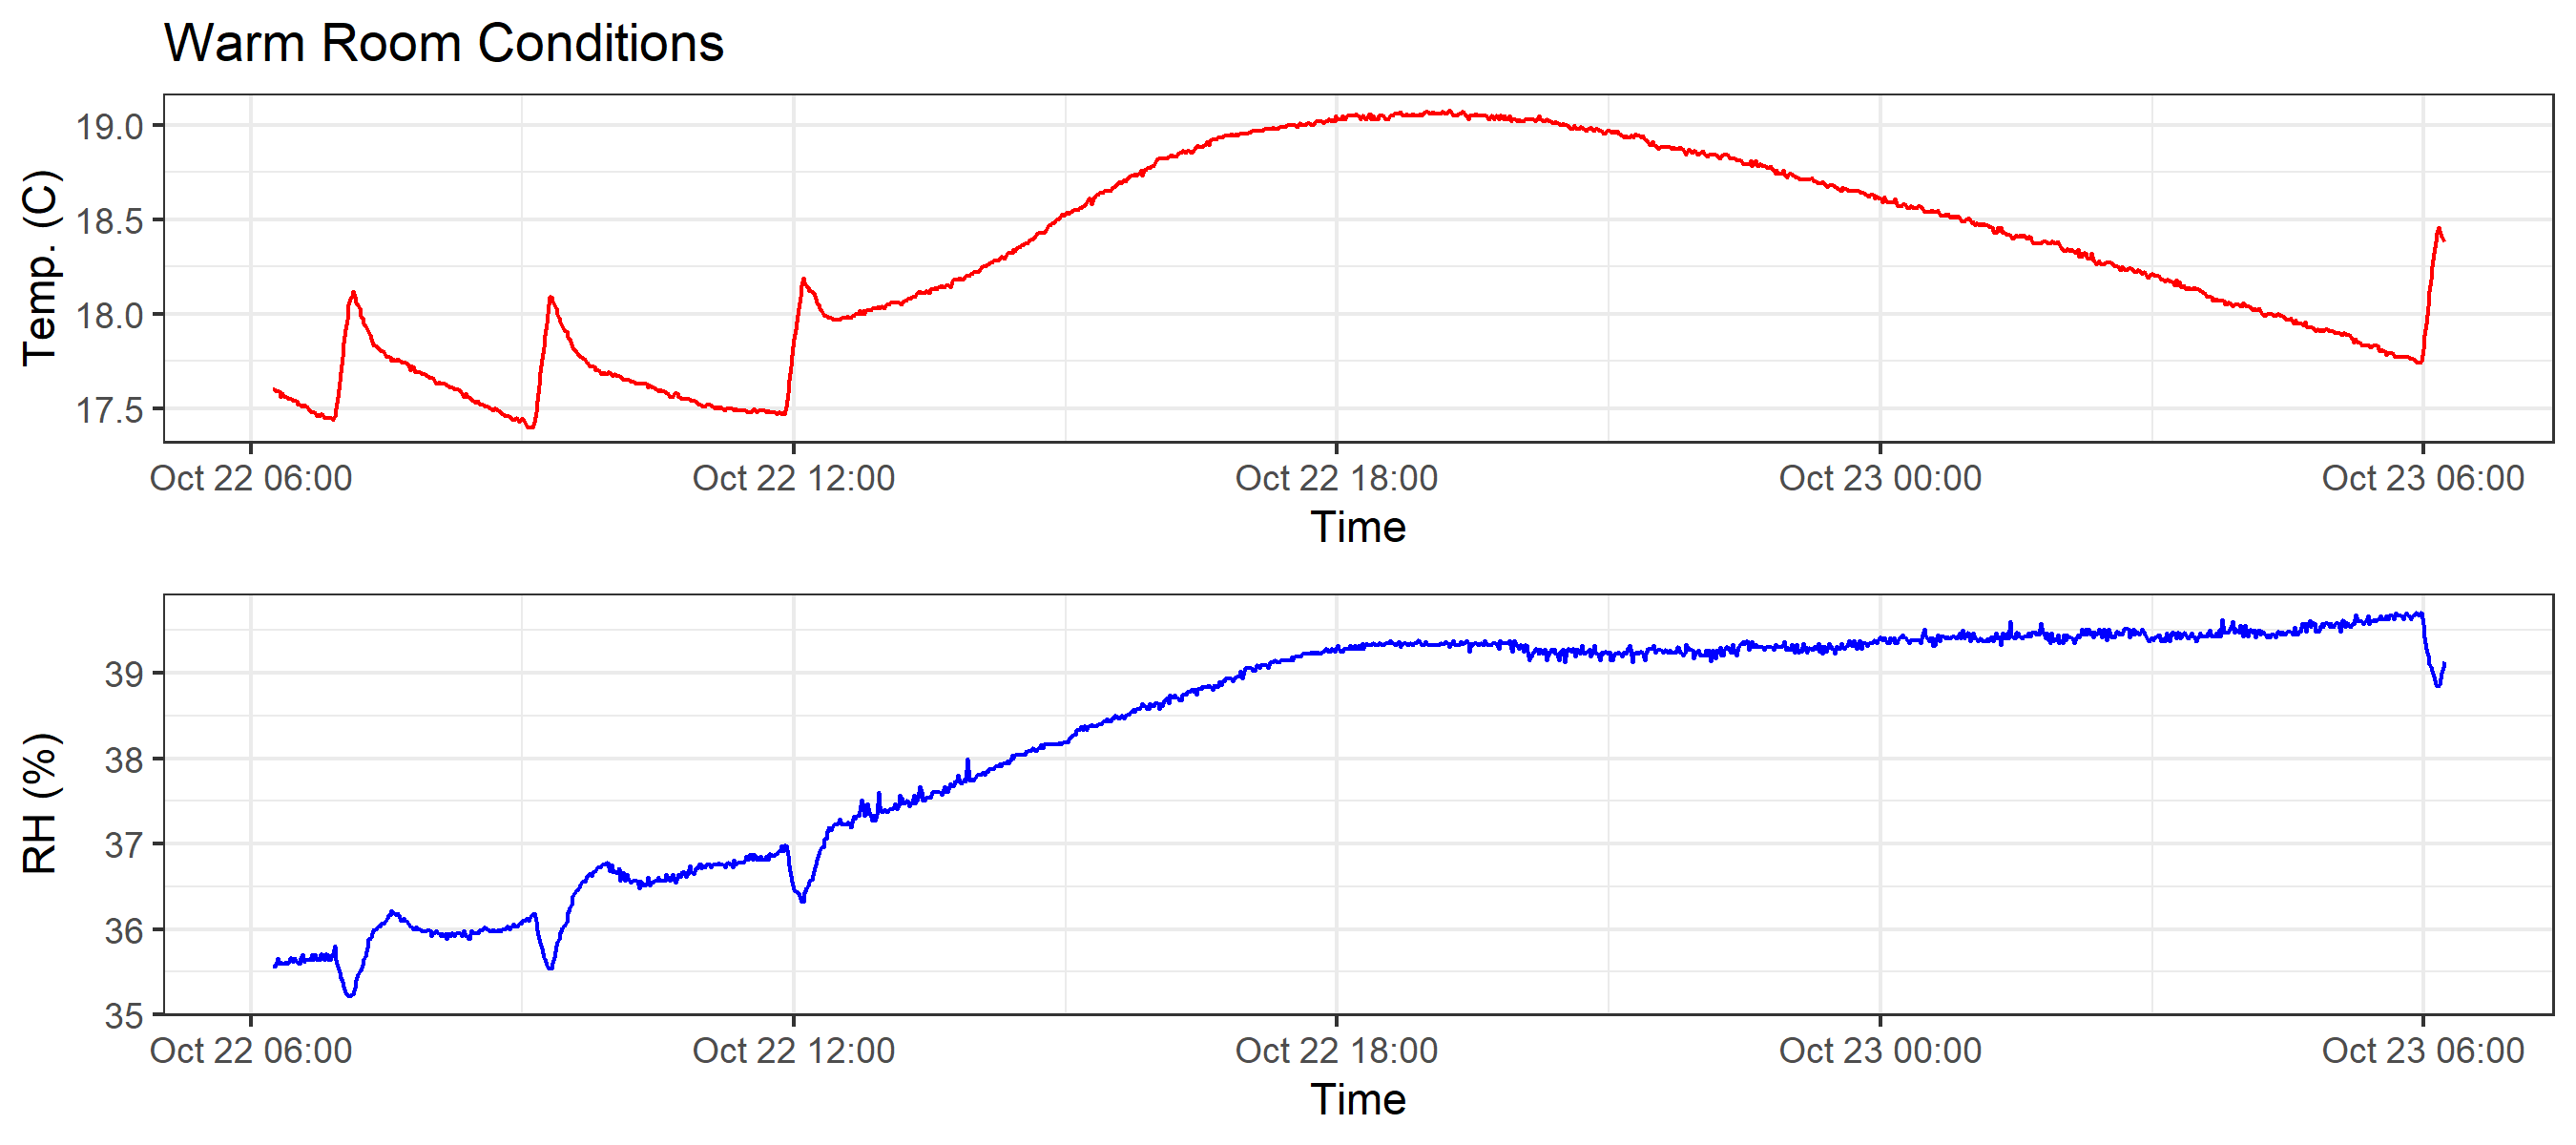 Warm Room Conditions
Temp. (C)
19.0
18.5
18.0
17.5
Oct 22 06:00 Oct 22 12:00 Oct 22 18:00 Oct 23 00:00 Oct 23 06:00
Time
RH (%)
39
38
37
36
35
Oct 22 06:00 Oct 22 12:00 Oct 22 18:00 Oct 23 00:00 Oct 23 06:00
Time